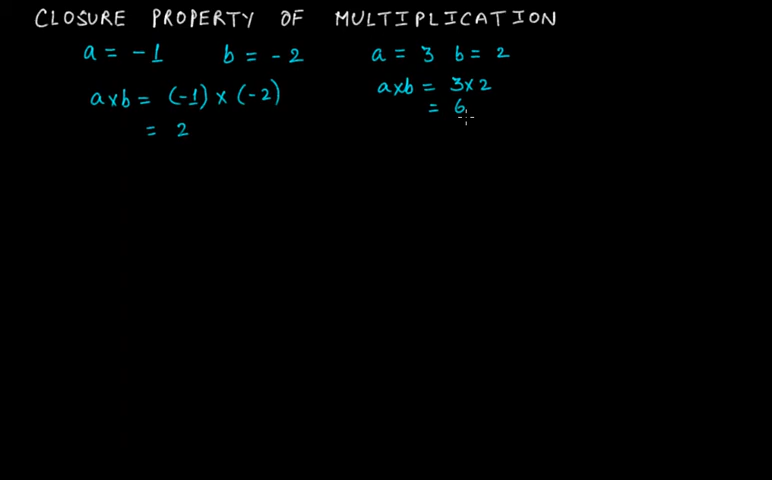 CLOSURE PROPERTY OF MULTIPLICATION
a = -1 b = -2
a×b = (-1) × (-2)
= 2
a = 3 b = 2
a×b = 3×2
= 6